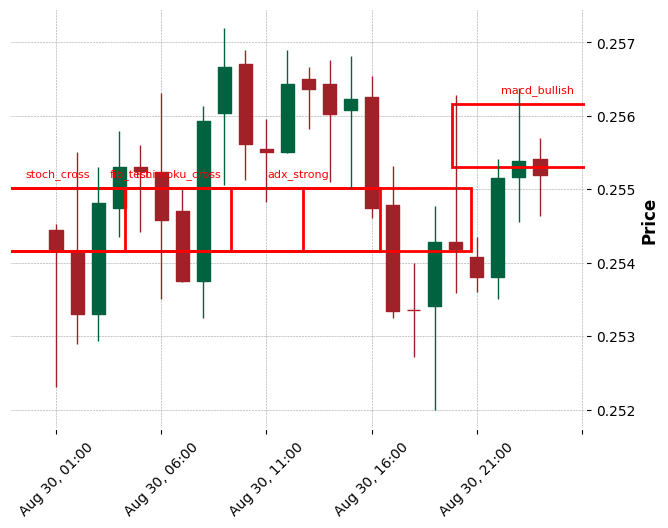 0.257
macd_bullish
0.256
stoch_cross
adx_strong
0.255
Price
0.254
0.253
0.252
Aug 30, 01:00
Aug 30, 06:00
Aug 30, 11:00
Aug 30, 16:00
Aug 30, 21:00